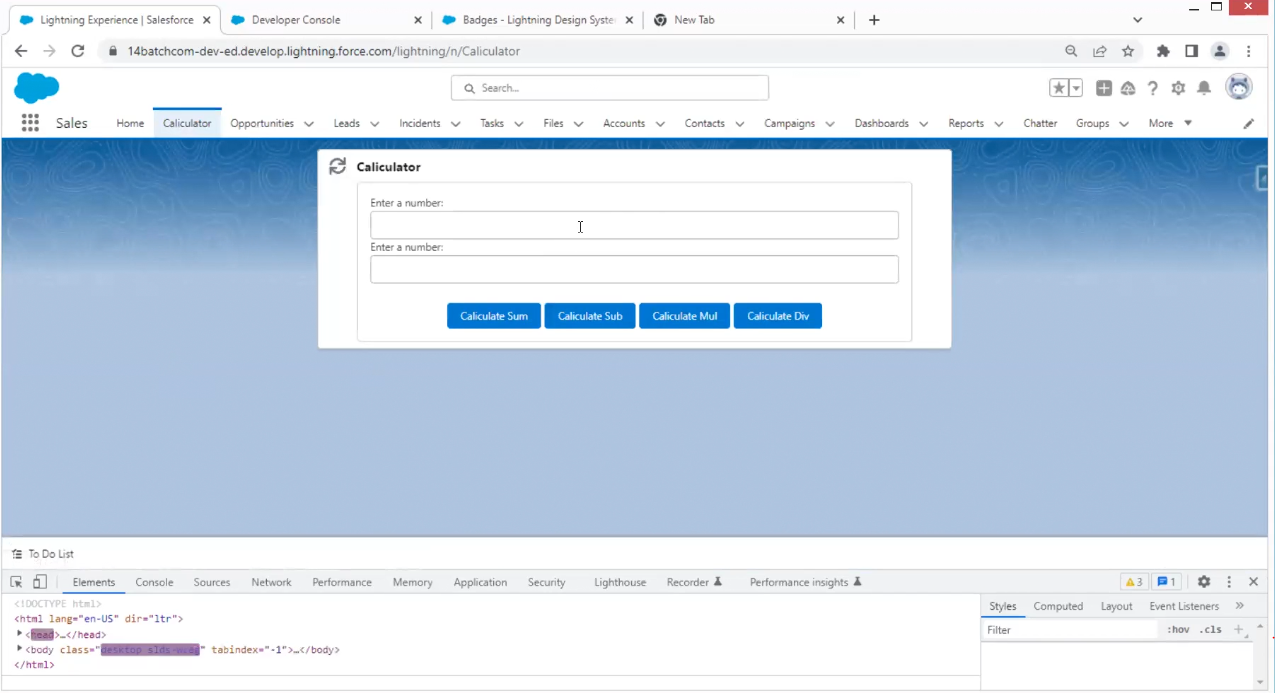 Lightning Experience | Salesforce
Developer Console
Badges - Lightning Design Syste
New Tab
14batchcom-dev-ed.develop.lightning.force.com/lightning/n/Caliculator
Search...
Sales
Home
Calculator
Opportunities
Leads
Incidents
Tasks
Files
Accounts
Contacts
Campaigns
Dashboards
Reports
Chatter
Groups
More
Caliculator
Enter a number:
Enter a number:
Calculate Sum
Calculate Sub
Calculate Mul
Calculate Div
To Do List
Elements
Console
Sources
Network
Performance
Memory
Application
Security
Lighthouse
Recorder
Performance insights
3
1
<!DOCTYPE html>
<html lang="en-US" dir="ltr">
<head>…</head>
<body class="desktop slds-wcag" tabindex="-1">…</body>
</html>
Styles
Computed
Layout
Event Listeners
Filter
:hov
.cls